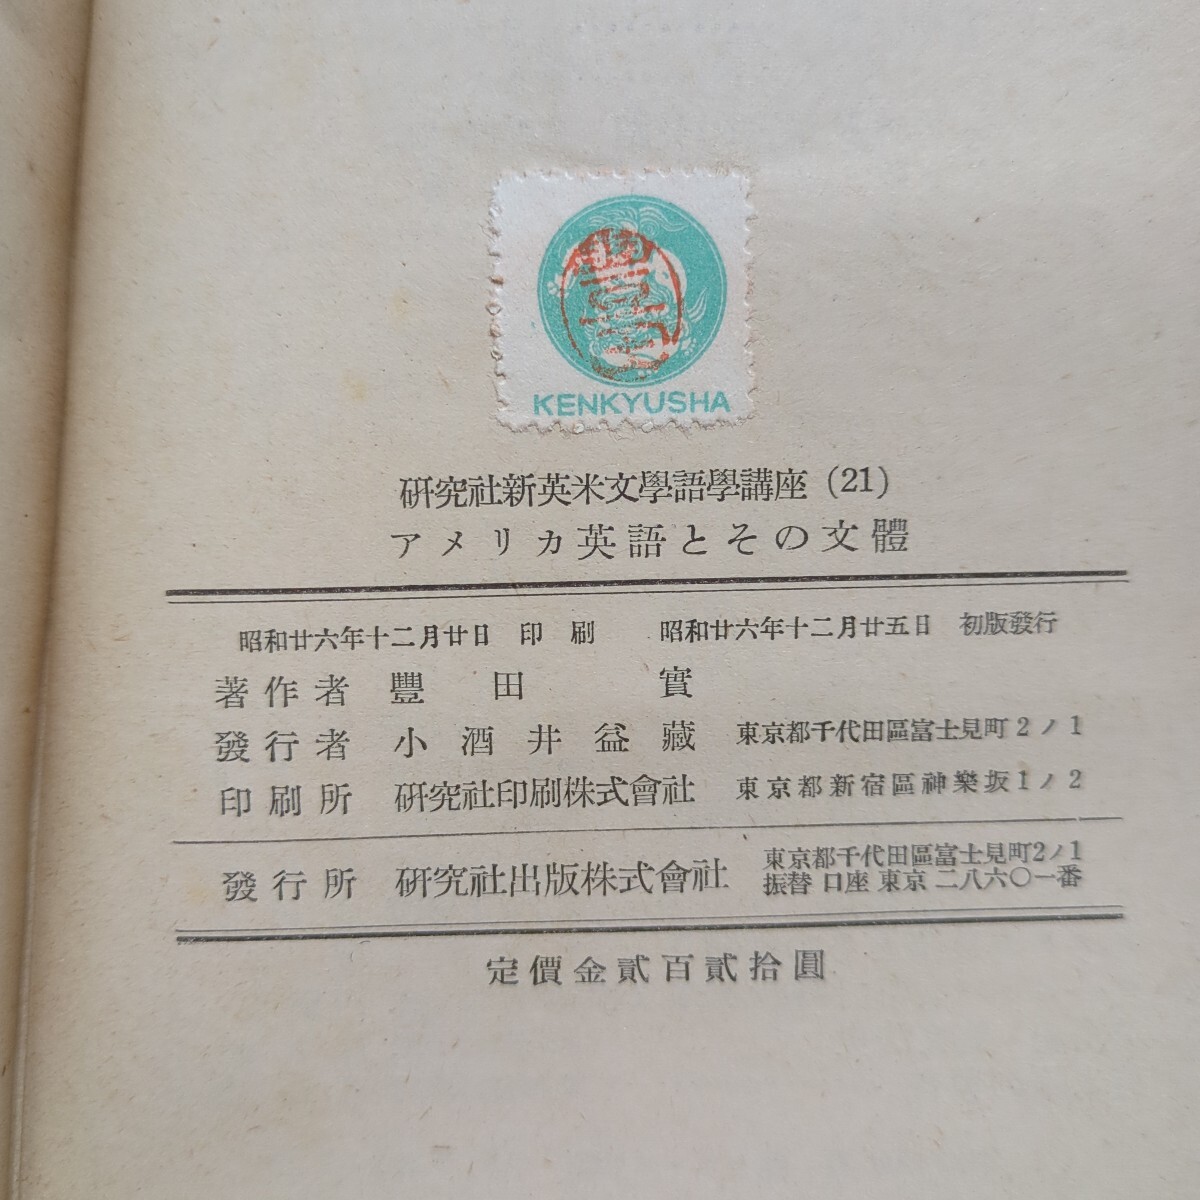 KENKYUSHA
研究社新英米文學語學講座 (21)
アメリカ英語とその文體
昭和廿六年十二月廿日 印刷 昭和廿六年十二月廿五日 初版發行
著作者 豐田實
發行者 小酒井益藏 東京都千代田區富士見町2ノ1
印刷所 研究社印刷株式會社 東京都新宿區神樂坂1ノ2
發行所 研究社出版株式會社 東京都千代田區富士見町2ノ1
振替口座東京二八六〇一番
定價金貳百貳拾圓